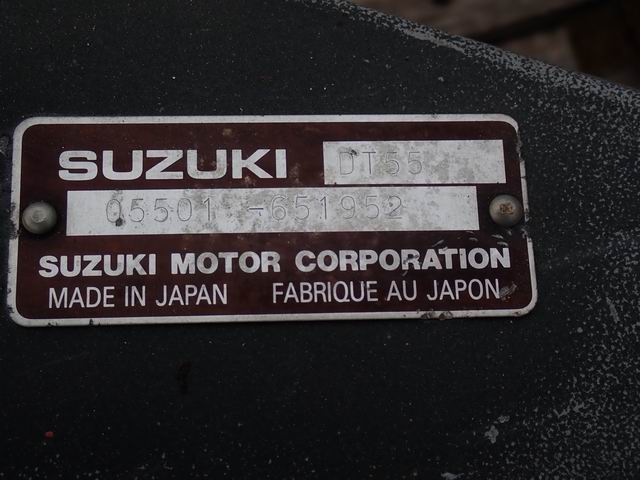 SUZUKI DT55
05501-651952
SUZUKI MOTOR CORPORATION
MADE IN JAPAN FABRIQUE AU JAPON